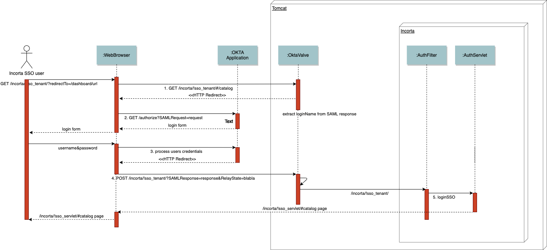 Tomcat
Incorta
:WebBrowser
:OKTA
Application
:OktaValve
:AuthFilter
:AuthServlet
Incorta SSO user
GET /incorta/!sso_tenant/?redirectTo=/dashboardurl
1. GET /incorta/!sso_tenant/#/catalog
<<HTTP Redirect>>
extract loginName from SAML response
2. GET /authorize?SAMLRequest=request
Text
login form
login form
username&password
3. process users credentials
<<HTTP Redirect>>
4. POST /incorta/!sso_tenant/?SAMLResponse=response&RelayState=blabla
/incorta/!sso_tenant/
5. loginSSO
/incorta/!sso_servlet/#catalog page
/incorta/!sso_servlet/#catalog page